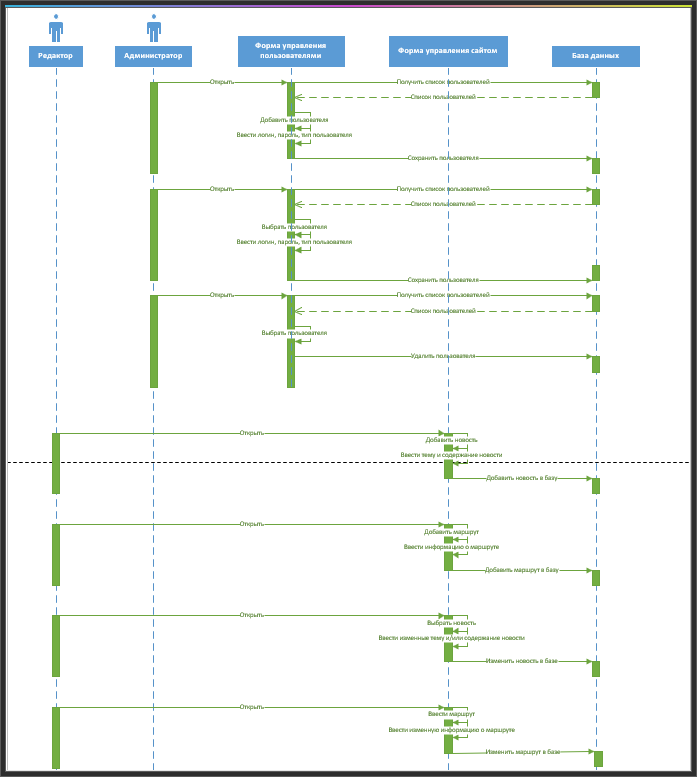 Редактор
Администратор
Форма управления
пользователями
Форма управления сайтом
База данных
Открыть
Получить список пользователей
Список пользователей
Добавить пользователя
Ввести логин, пароль, тип пользователя
Сохранить пользователя
Открыть
Получить список пользователей
Список пользователей
Выбрать пользователя
Ввести логин, пароль, тип пользователя
Сохранить пользователя
Открыть
Получить список пользователей
Список пользователей
Выбрать пользователя
Удалить пользователя
Открыть
Добавить новость
Ввести тему и содержание новости
Добавить новость в базу
Открыть
Добавить маршрут
Ввести информацию о маршруте
Добавить маршрут в базу
Открыть
Выбрать новость
Ввести измененные тему и/или содержание новости
Изменить новость в базе
Открыть
Ввести маршрут
Ввести измененную информацию о маршруте
Изменить маршрут в базе